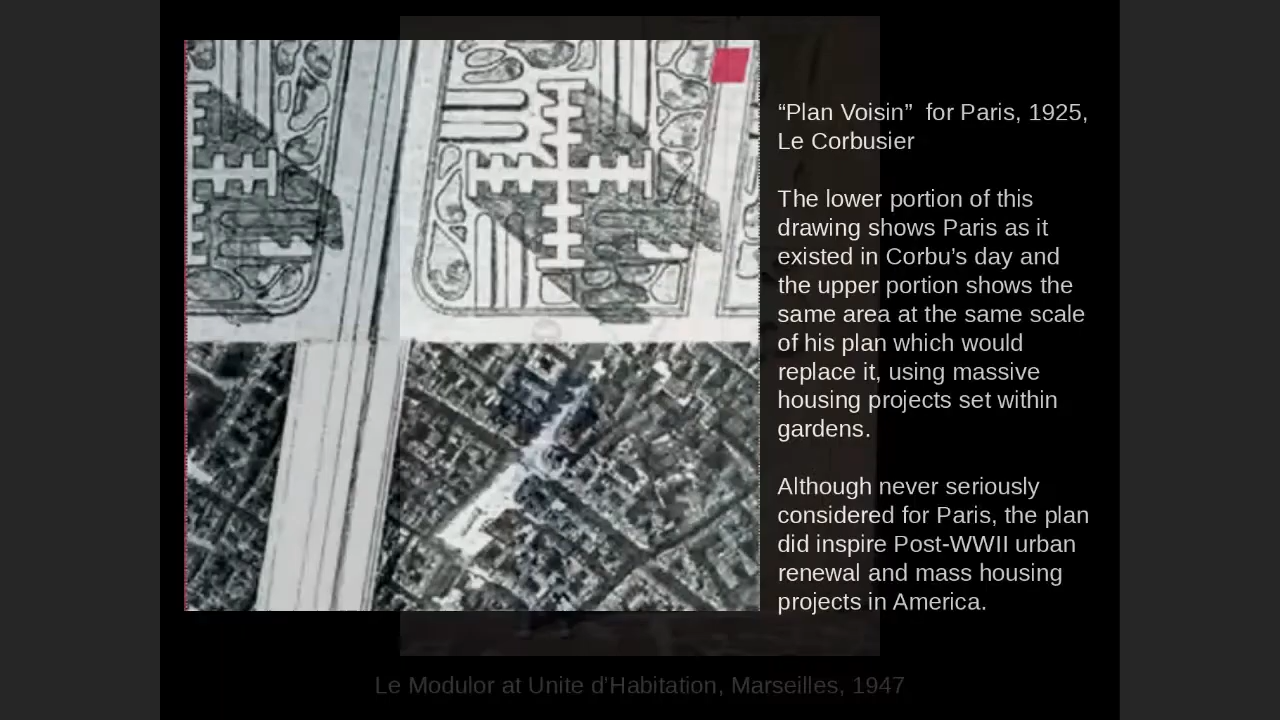 “Plan Voisin”  for Paris, 1925,
Le Corbusier
The lower portion of this
drawing shows Paris as it
existed in Corbu’s day and
the upper portion shows the
same area at the same scale
of his plan which would
replace it, using massive
housing projects set within
gardens.
Although never seriously
considered for Paris, the plan
did inspire Post-WWII urban
renewal and mass housing
projects in America.
Le Modulor at Unite d’Habitation, Marseilles, 1947